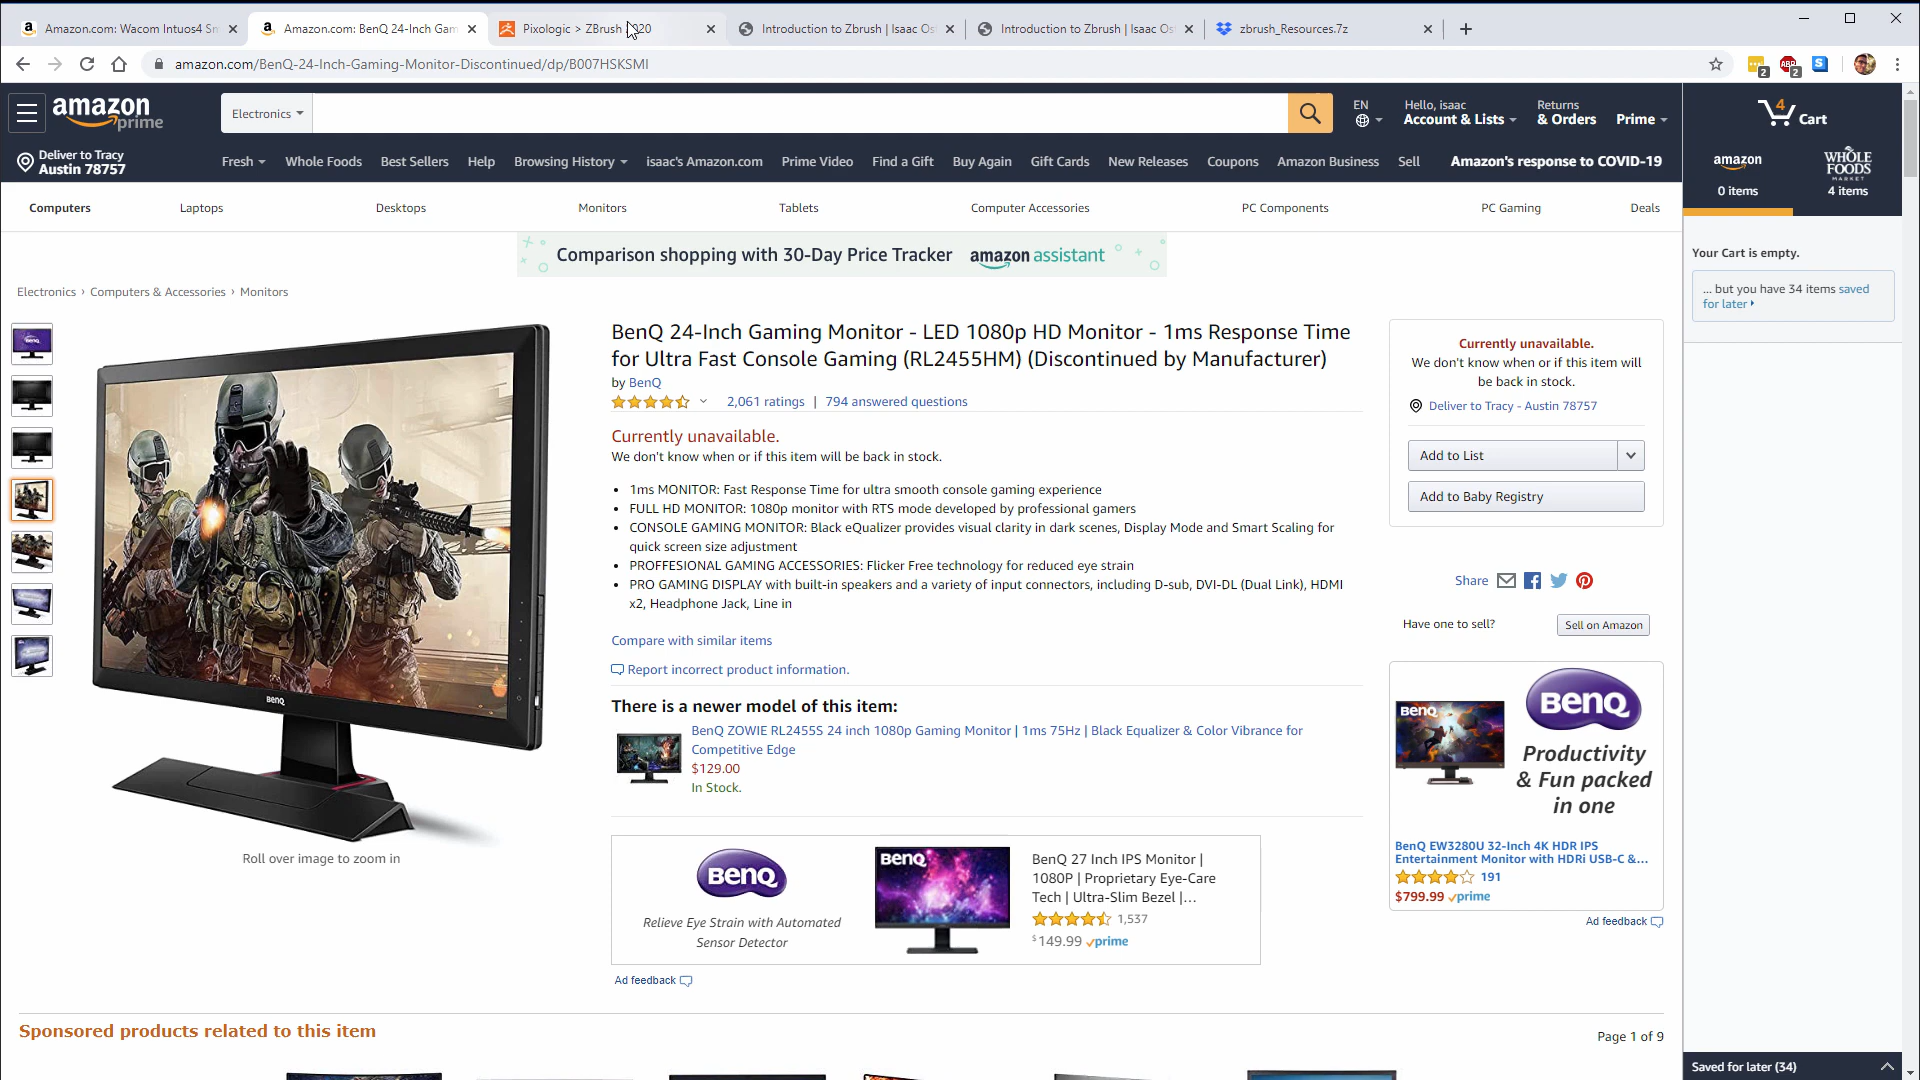 Amazon.com: Wacom Intuos4 Sm
Amazon.com: BenQ 24-Inch Gam
Pixologic > ZBrush 2020
Introduction to Zbrush | Isaac Os
Introduction to Zbrush | Isaac Os
zbrush_Resources.7z
amazon.com/BenQ-24-Inch-Gaming-Monitor-Discontinued/dp/B007HSKSMI
2
ABP
2
S
amazon
prime
Electronics
EN
Hello, isaac
Account & Lists
Returns
& Orders
Prime
4
Cart
Deliver to Tracy
Austin 78757
Fresh
Whole Foods
Best Sellers
Help
Browsing History
isaac's Amazon.com
Prime Video
Find a Gift
Buy Again
Gift Cards
New Releases
Coupons
Amazon Business
Sell
Amazon's response to COVID-19
amazon
0 items
WHOLE
FOODS
MARKET
4 items
Computers
Laptops
Desktops
Monitors
Tablets
Computer Accessories
PC Components
PC Gaming
Deals
Comparison shopping with 30-Day Price Tracker amazon assistant
Your Cart is empty.
... but you have 34 items saved
for later
Electronics › Computers & Accessories › Monitors
BenQ
Roll over image to zoom in
BenQ 24-Inch Gaming Monitor - LED 1080p HD Monitor - 1ms Response Time
for Ultra Fast Console Gaming (RL2455HM) (Discontinued by Manufacturer)
by BenQ
2,061 ratings | 794 answered questions
Currently unavailable.
We don't know when or if this item will be back in stock.
• 1ms MONITOR: Fast Response Time for ultra smooth console gaming experience
• FULL HD MONITOR: 1080p monitor with RTS mode developed by professional gamers
• CONSOLE GAMING MONITOR: Black eQualizer provides visual clarity in dark scenes, Display Mode and Smart Scaling for
quick screen size adjustment
• PROFFESIONAL GAMING ACCESSORIES: Flicker Free technology for reduced eye strain
• PRO GAMING DISPLAY with built-in speakers and a variety of input connectors, including D-sub, DVI-DL (Dual Link), HDMI
x2, Headphone Jack, Line in
Compare with similar items
Report incorrect product information.
There is a newer model of this item:
BenQ ZOWIE RL2455S 24 inch 1080p Gaming Monitor | 1ms 75Hz | Black Equalizer & Color Vibrance for
Competitive Edge
$129.00
In Stock.
BenQ
Relieve Eye Strain with Automated
Sensor Detector
BenQ
BenQ 27 Inch IPS Monitor |
1080P | Proprietary Eye-Care
Tech | Ultra-Slim Bezel |...
1,537
$149.99 prime
Ad feedback
Currently unavailable.
We don't know when or if this item will
be back in stock.
Deliver to Tracy - Austin 78757
Add to List
Add to Baby Registry
Share
Have one to sell?
Sell on Amazon
BenQ
BenQ
Productivity
& Fun packed
in one
BenQ EW3280U 32-Inch 4K HDR IPS
Entertainment Monitor with HDRi USB-C &...
191
$799.99 prime
Ad feedback
Sponsored products related to this item
Page 1 of 9
Saved for later (34)